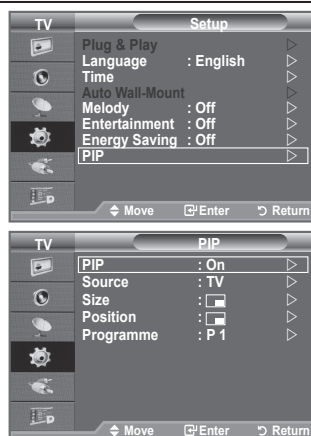 TV Setup
Plug & Play
Language : English
Time
Auto Wall-Mount
Melody : Off
Entertainment : Off
Energy Saving : Off
PIP
Move Enter Return
TV PIP
PIP : On
Source : TV
Size :
Position :
Programme : P 1
Move Enter Return